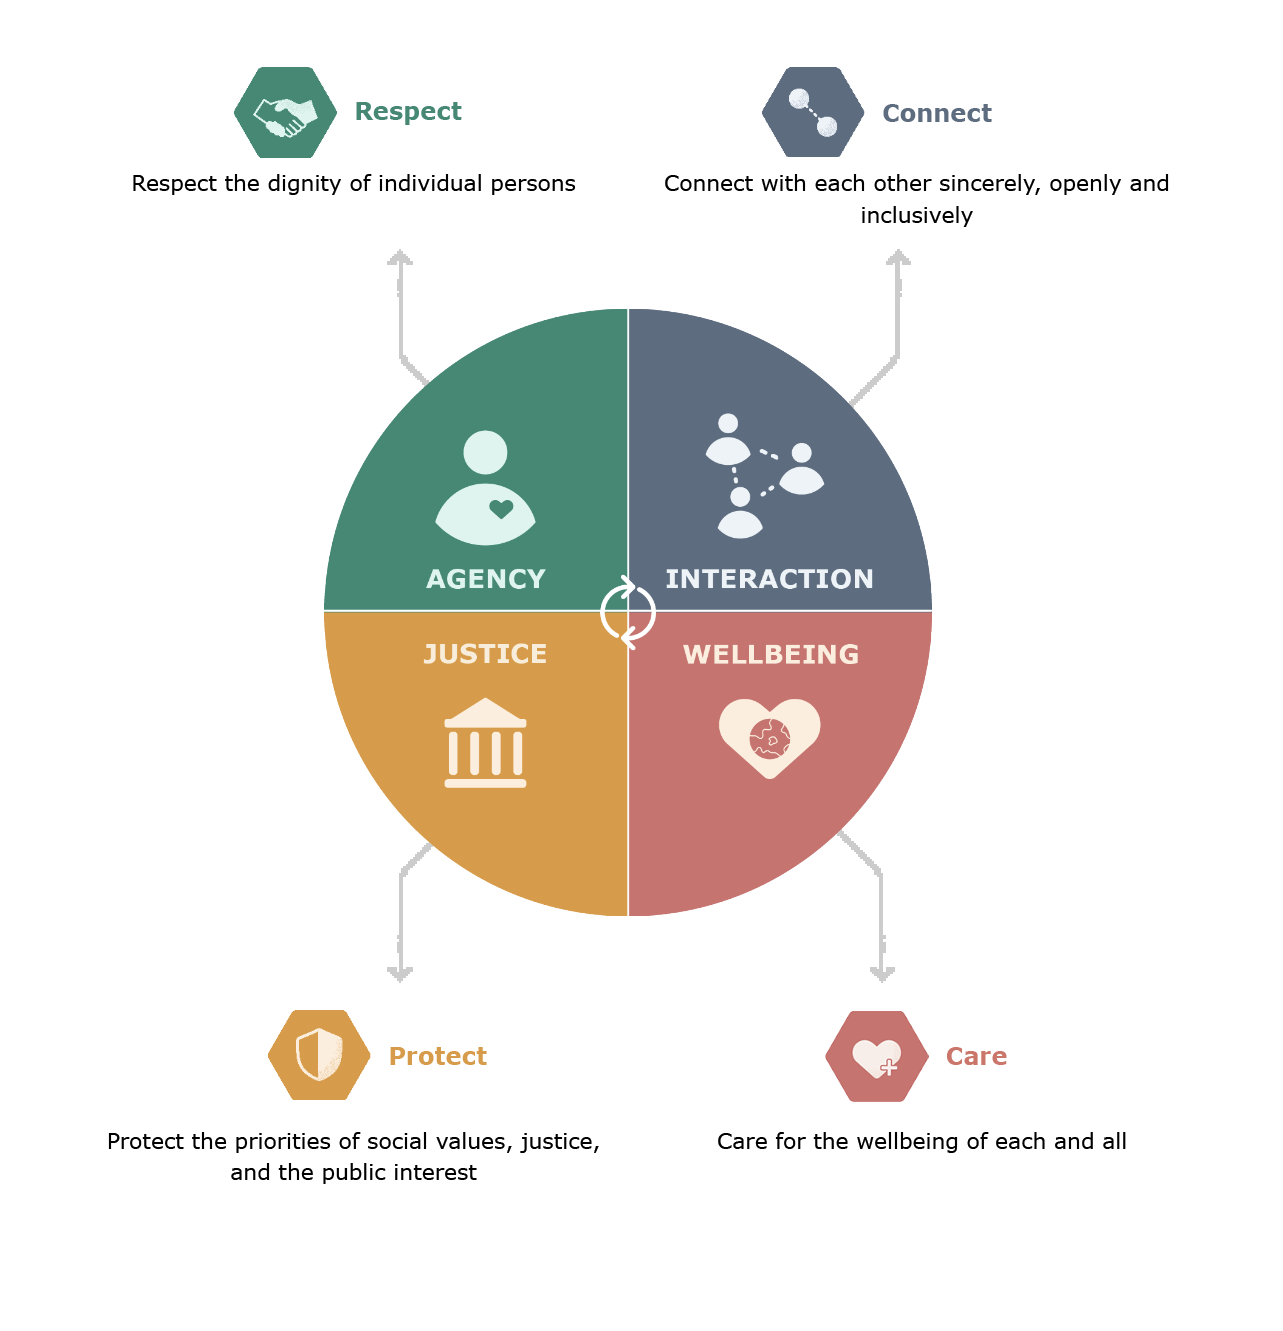 Respect
Connect
Respect the dignity of individual persons
Connect with each other sincerely, openly and
inclusively
AGENCY
INTERACTION
JUSTICE
WELLBEING
Protect
Care
Protect the priorities of social values, justice,
and the public interest
Care for the wellbeing of each and all